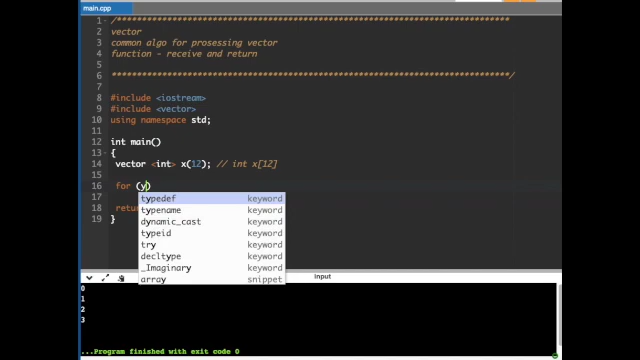 main.cpp
1 /******************************************************************************
2 vector
3 common algo for prosessing vector
4 function - receive and return
5
6 *******************************************************************************/
7
8 #include <iostream>
9 #include <vector>
10 using namespace std;
11
12 int main()
13 {
14 vector <int> x(12); // int x[12]
15
16 for (y)
17
18 retur
19 }
typedef keyword
typename keyword
dynamic_cast keyword
typeid keyword
try keyword
decltype keyword
_Imaginary keyword
array snippet
input
0
1
2
3
...Program finished with exit code 0